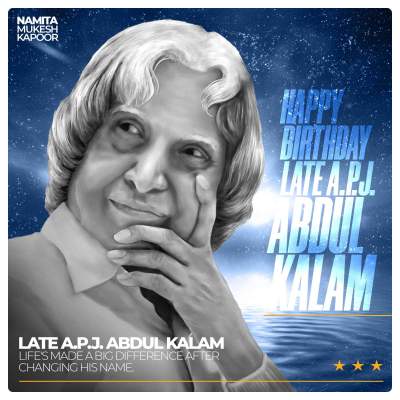 NAMITA
MUKESH
KAPOOR
HAPPY
BIRTHDAY
LATE A.P.J.
ABDUL
KALAM
LATE A.P.J. ABDUL KALAM
LIFE'S MADE A BIG DIFFERENCE AFTER
CHANGING HIS NAME.